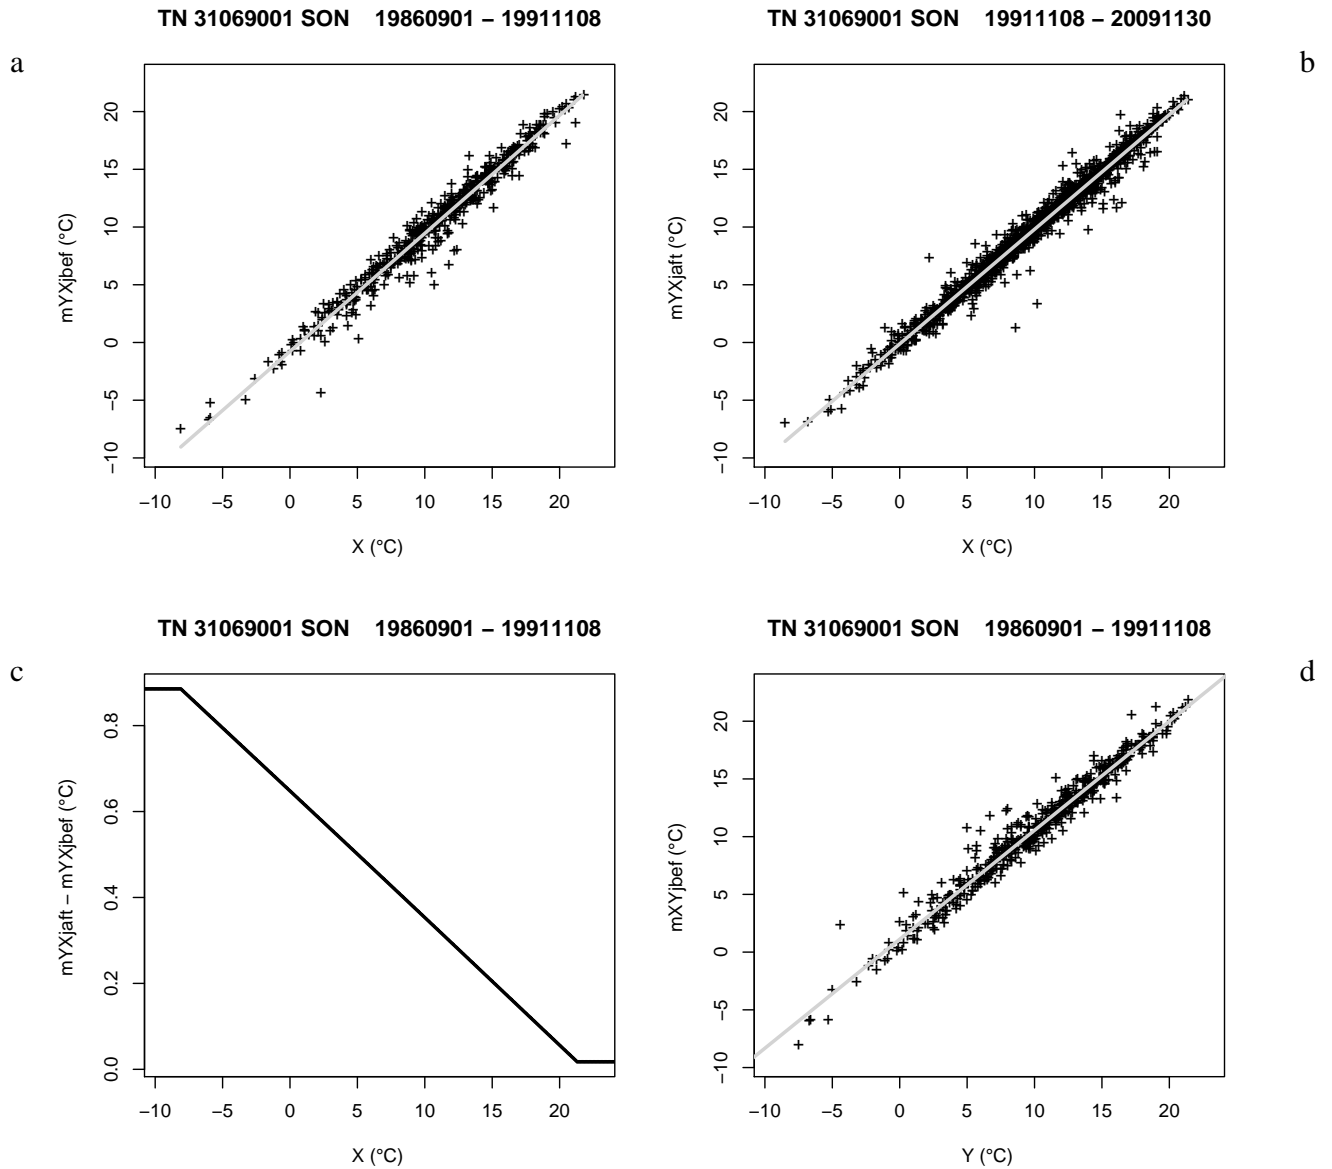 TN 31069001 SON 19860901 – 19911108
a
mYXjbef (°C)
20
15
10
5
0
−5
−10
−10 −5 0 5 10 15 20
X (°C)
TN 31069001 SON 19911108 – 20091130
b
mYXjaft (°C)
20
15
10
5
0
−5
−10
−10 −5 0 5 10 15 20
X (°C)
TN 31069001 SON 19860901 – 19911108
c
mYXjaft – mYXjbef (°C)
0.8
0.6
0.4
0.2
0.0
−10 −5 0 5 10 15 20
X (°C)
TN 31069001 SON 19860901 – 19911108
d
mXYjbef (°C)
20
15
10
5
0
−5
−10
−10 −5 0 5 10 15 20
Y (°C)